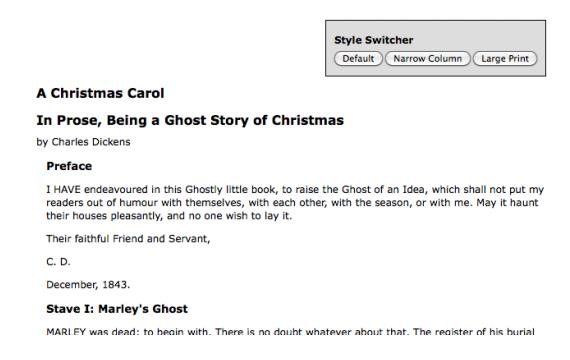 Style Switcher
Default Narrow Column Large Print
A Christmas Carol
In Prose, Being a Ghost Story of Christmas
by Charles Dickens
Preface
I HAVE endeavoured in this Ghostly little book, to raise the Ghost of an Idea, which shall not put my
readers out of humour with themselves, with each other, with the season, or with me. May it haunt
their houses pleasantly, and no one wish to lay it.
Their faithful Friend and Servant,
C. D.
December, 1843.
Stave I: Marley's Ghost
MARLEY was dead: to begin with. There is no doubt whatever about that. The register of his burial